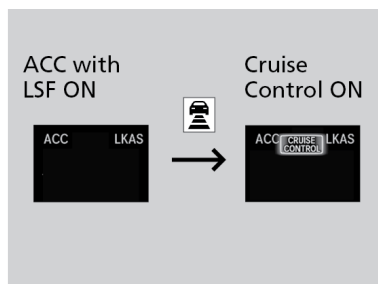 ACC with
LSF ON
Cruise
Control ON
ACC LKAS
ACC CRUISE CONTROL LKAS